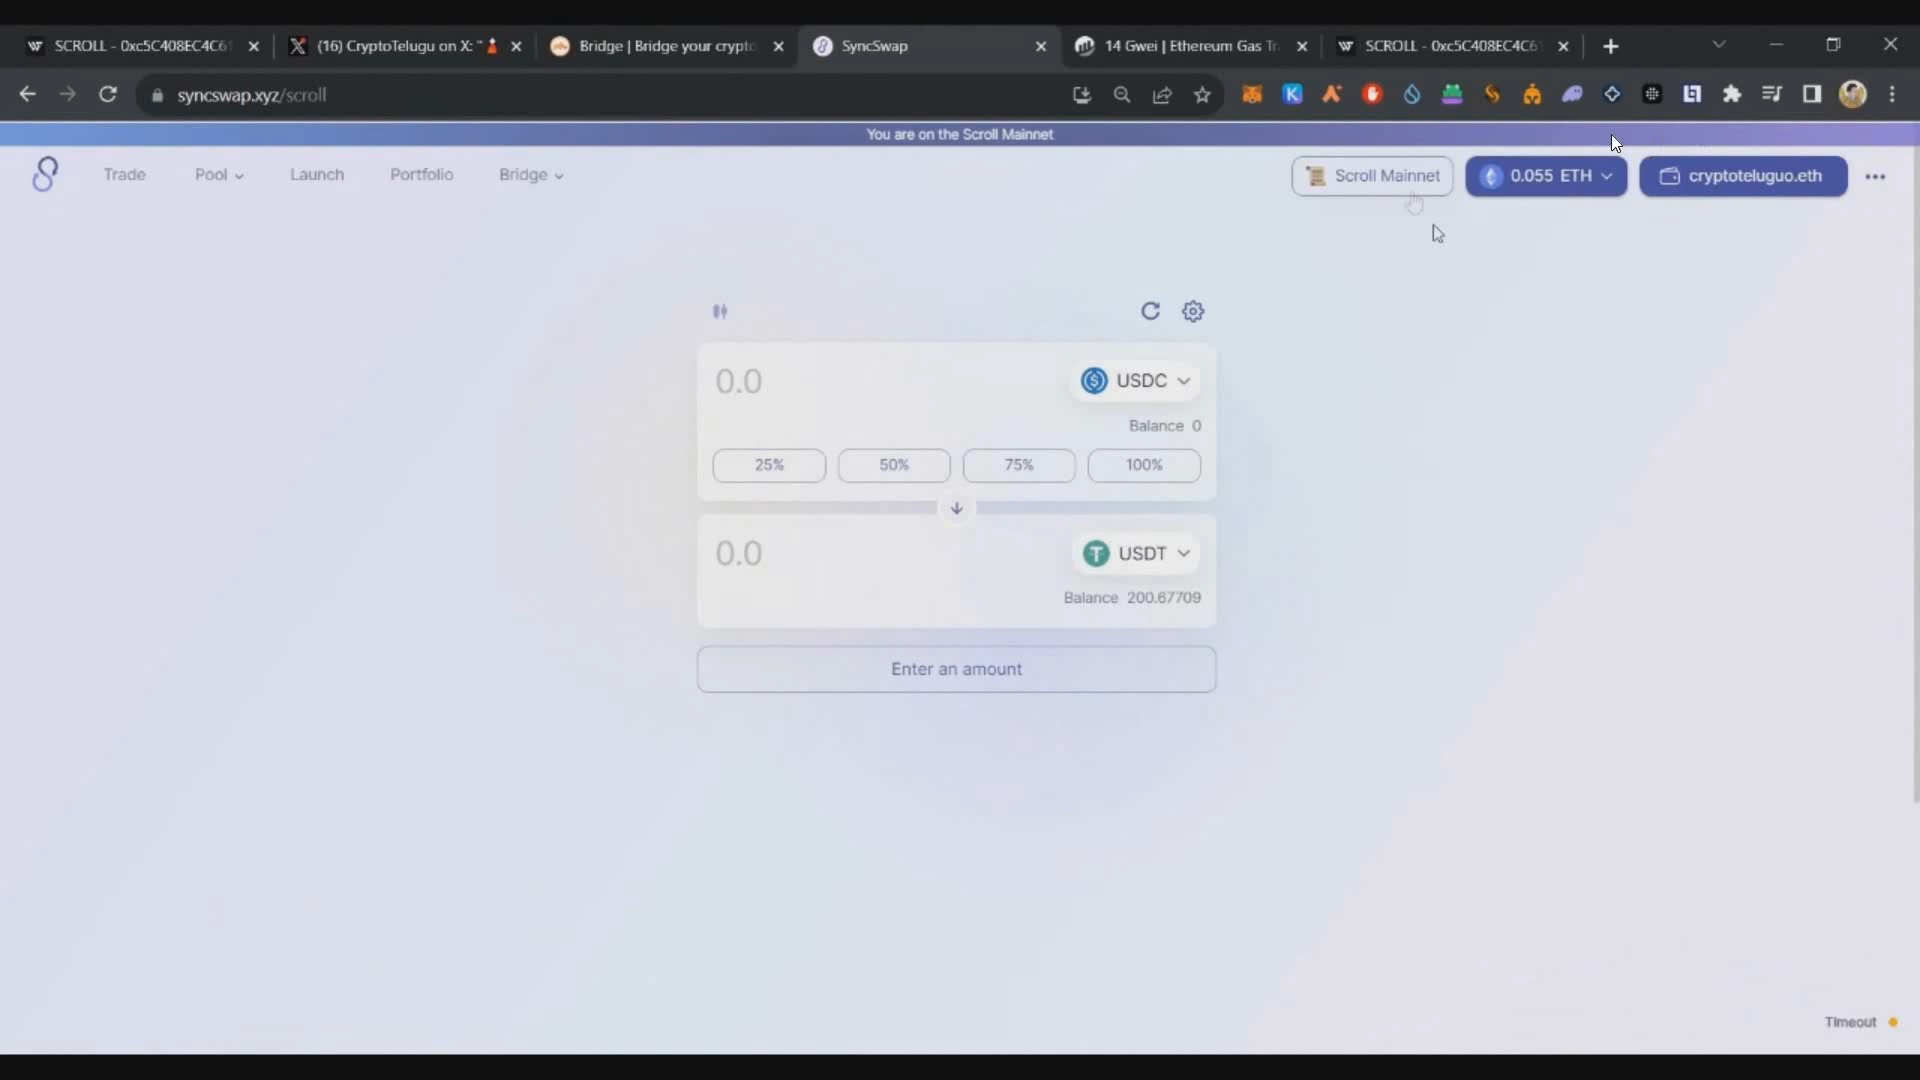 SCROLL - 0xc5C408EC4C6
(16) CryptoTelugu on X: "
Bridge | Bridge your crypto
SyncSwap
14 Gwei | Ethereum Gas Tr
SCROLL - 0xc5C408EC4C6
syncswap.xyz/scroll
You are on the Scroll Mainnet
Trade
Pool
Launch
Portfolio
Bridge
Scroll Mainnet
0.055 ETH
cryptoteluguo.eth
0.0
USDC
Balance 0
25%
50%
75%
100%
0.0
USDT
Balance 200.67709
Enter an amount
Timeout